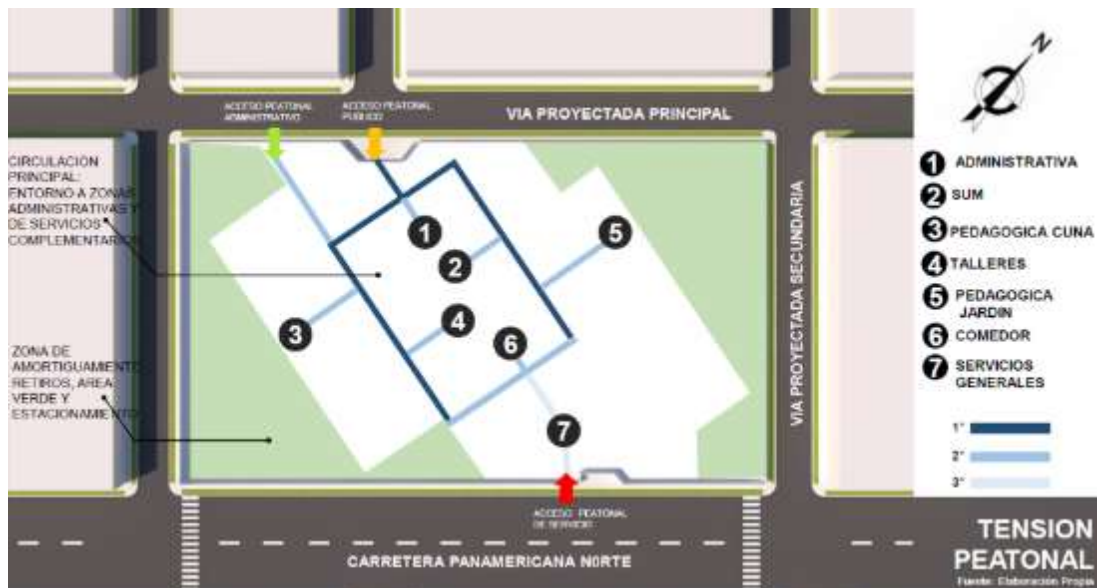 ACCESO PEATONAL
ADMINISTRATIVO
ACCESO PEATONAL
PUBLICO
VIA PROYECTADA PRINCIPAL
CIRCULACION
PRINCIPAL:
ENTORNO A ZONAS
ADMINISTRATIVAS Y
DE SERVICIOS
COMPLEMENTARIOS
ZONA DE
AMORTIGUAMIENTO
RETIROS, AREA
VERDE Y
ESTACIONAMIENTO
1
2
3
4
5
6
7
VIA PROYECTADA SECUNDARIA
ACCESO PEATONAL
DE SERVICIO
CARRETERA PANAMERICANA NORTE
N
1 ADMINISTRATIVA
2 SUM
3 PEDAGOGICA CUNA
4 TALLERES
5 PEDAGOGICA
JARDIN
6 COMEDOR
7 SERVICIOS
GENERALES
1°
2°
3°
TENSION
PEATONAL
Fuente: Elaboración Propia